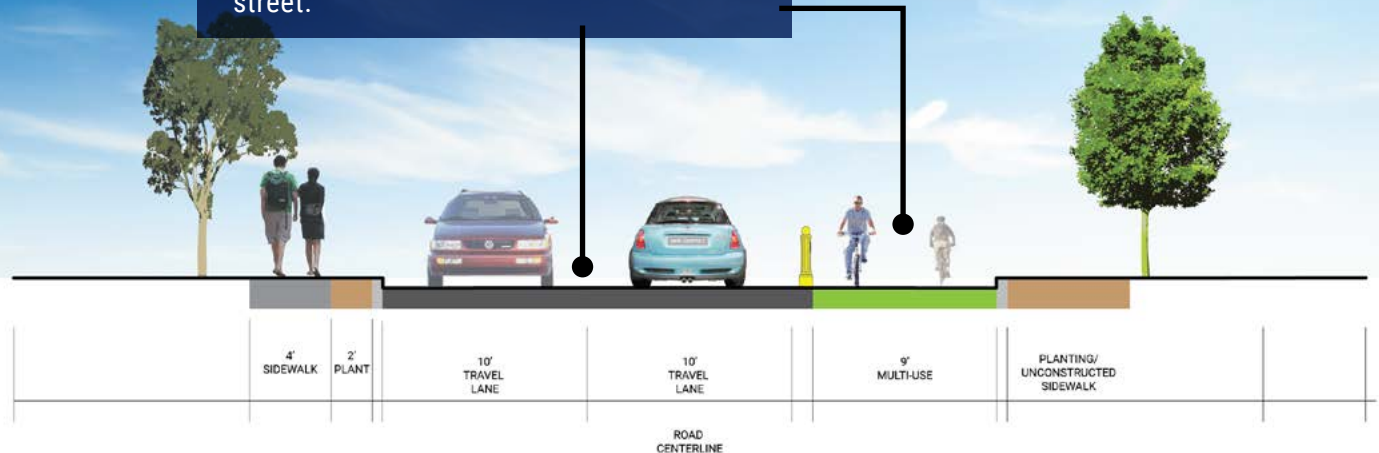 street.
4'
SIDEWALK
2'
PLANT
10'
TRAVEL
LANE
10'
TRAVEL
LANE
9'
MULTI-USE
PLANTING/
UNCONSTRUCTED
SIDEWALK
ROAD
CENTERLINE